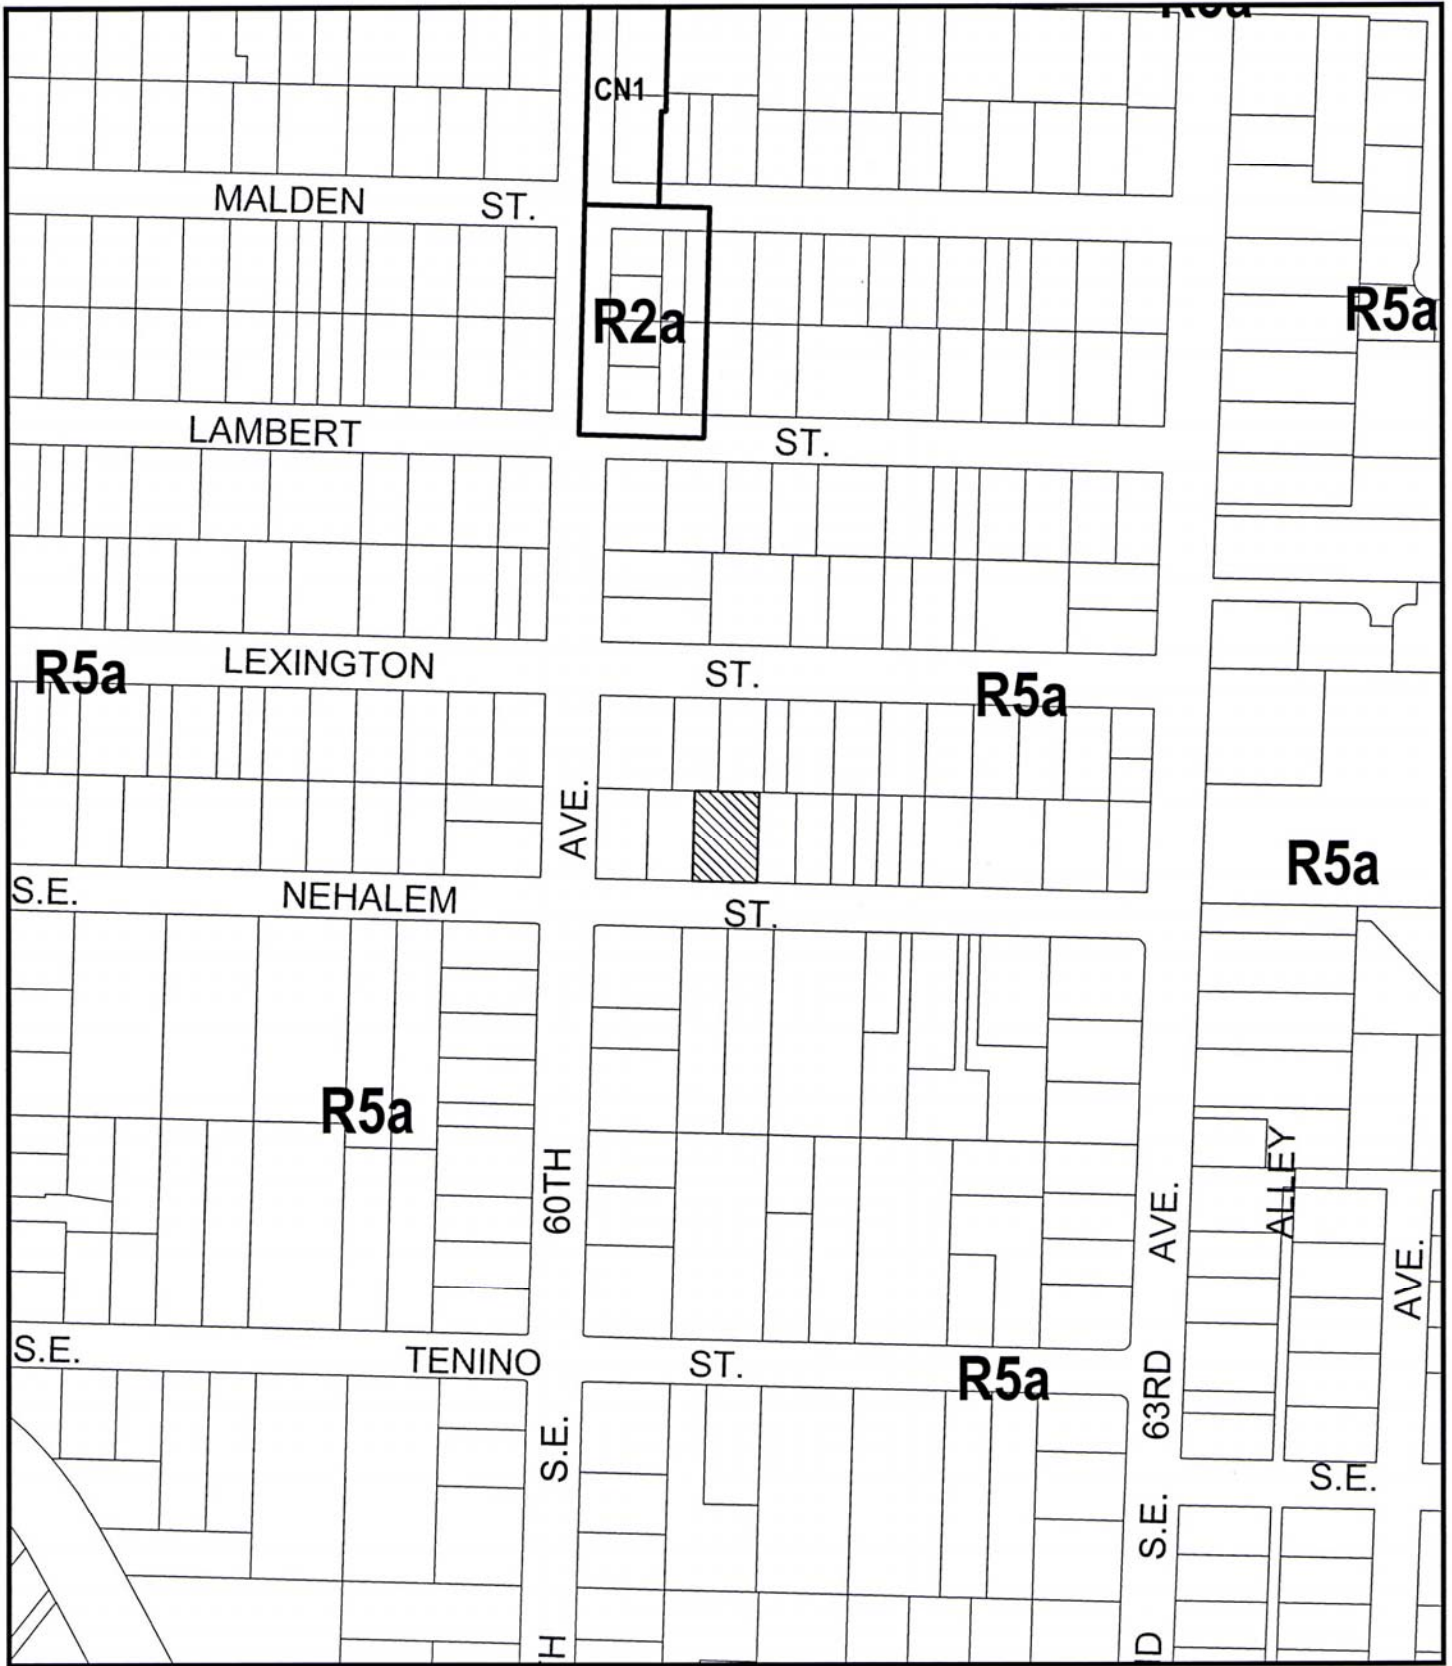 R5a
CN1
MALDEN ST.
R2a
R5a
LAMBERT ST.
R5a
LEXINGTON ST.
R5a
AVE.
R5a
S.E. NEHALEM ST.
R5a
60TH
ALLEY
AVE.
AVE.
S.E. TENINO ST.
R5a
63RD
S.E.
S.E.
S.E.
H
D